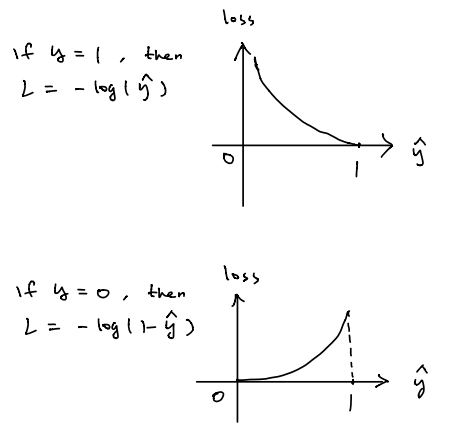 loss
if y = 1, then
L = -log(ŷ)
0
1
ŷ
loss
if y = 0, then
L = -log(1-ŷ)
0
1
ŷ